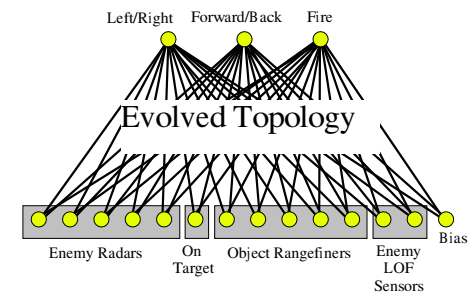 Left/Right Forward/Back Fire
Evolved Topology
Enemy Radars
On
Target
Object Rangefiners
Enemy
LOF
Sensors
Bias